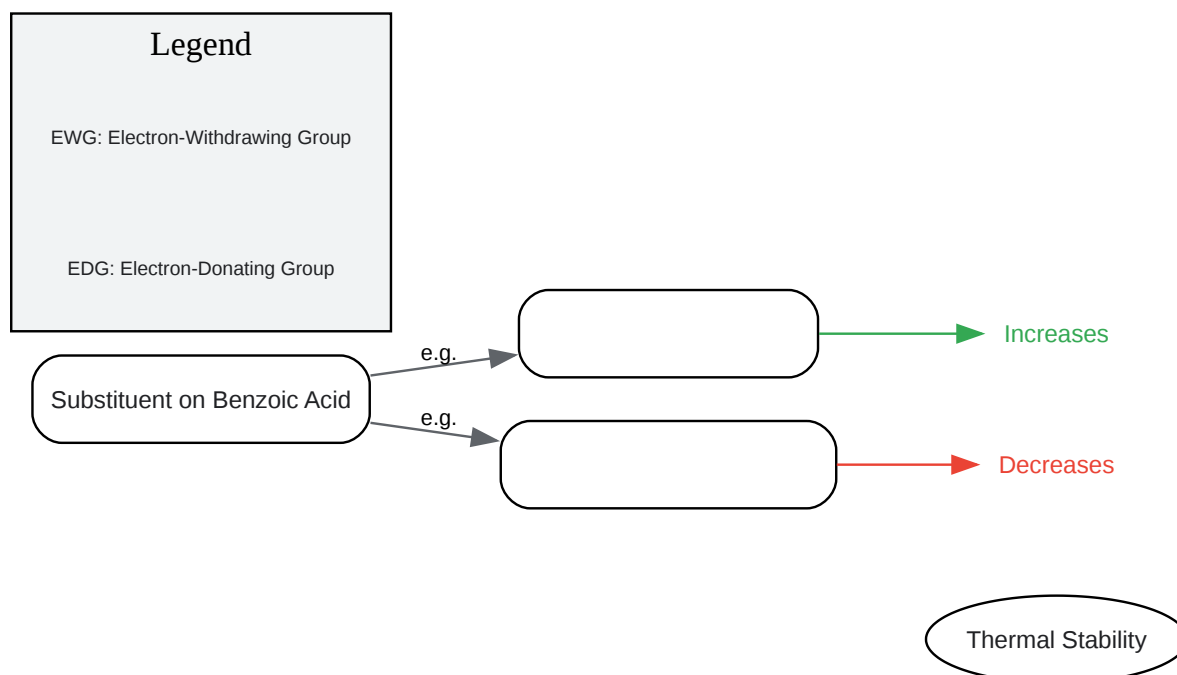 Legend
EWG: Electron-Withdrawing Group
EDG: Electron-Donating Group
Substituent on Benzoic Acid
e.g.
e.g.
Increases
Decreases
Thermal Stability